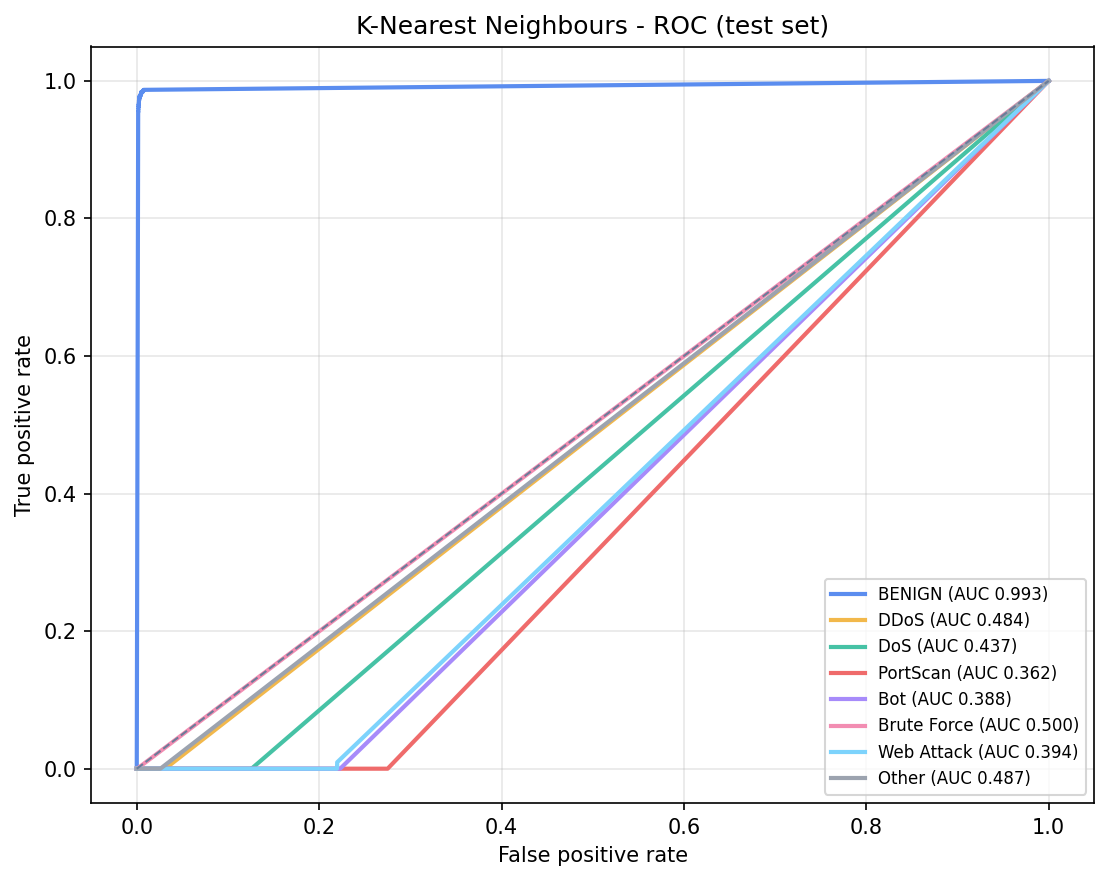 K-Nearest Neighbours - ROC (test set)
1.0
0.8
0.6
0.4
0.2
0.0
True positive rate
0.0 0.2 0.4 0.6 0.8 1.0
False positive rate
BENIGN (AUC 0.993)
DDoS (AUC 0.484)
DoS (AUC 0.437)
PortScan (AUC 0.362)
Bot (AUC 0.388)
Brute Force (AUC 0.500)
Web Attack (AUC 0.394)
Other (AUC 0.487)